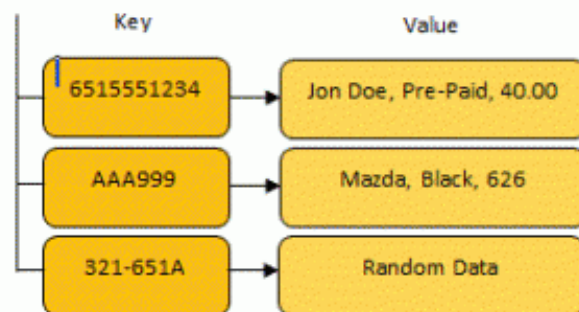 Key Value
6515551234 Jon Doe, Pre-Paid, 40.00
AAA999 Mazda, Black, 626
321-651A Random Data